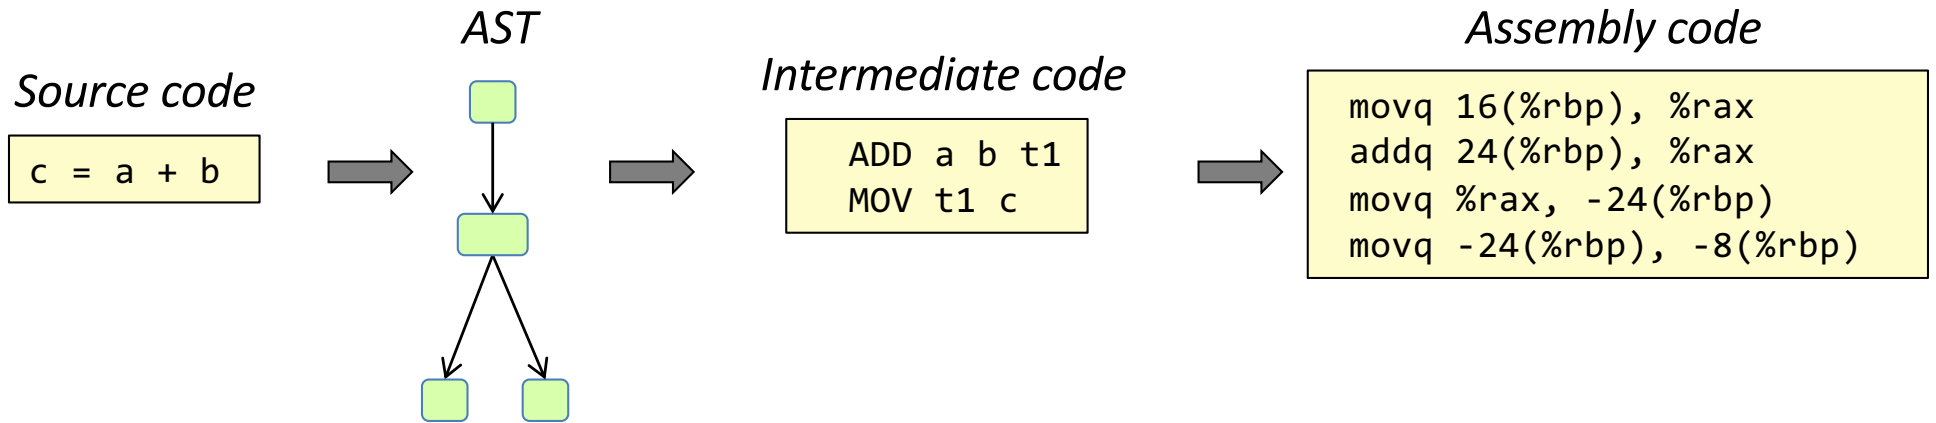 Source code
c = a + b
AST
Intermediate code
ADD a b t1
MOV t1 c
Assembly code
movq 16(%rbp), %rax
addq 24(%rbp), %rax
movq %rax, -24(%rbp)
movq -24(%rbp), -8(%rbp)